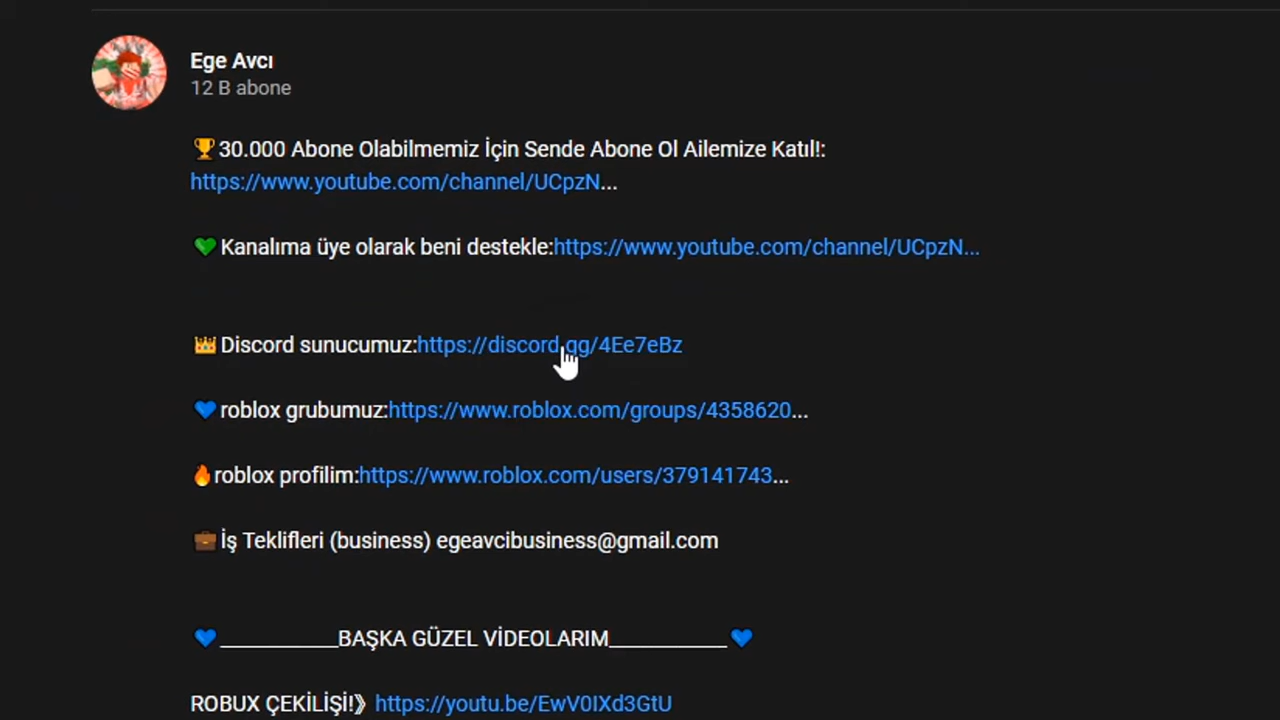 Ege Avcı
12 B abone
🏆30.000 Abone Olabilmemiz İçin Sende Abone Ol Ailemize Katıl!:
https://www.youtube.com/channel/UCpzN...
💚Kanalıma üye olarak beni destekle:https://www.youtube.com/channel/UCpzN...
👑Discord sunucumuz:https://discord.gg/4Ee7eBz
💙roblox grubumuz:https://www.roblox.com/groups/4358620...
🔥roblox profilim:https://www.roblox.com/users/379141743...
💼İş Teklifleri (business) egeavcibusiness@gmail.com
💙____________BAŞKA GÜZEL VİDEOLARIM____________💙
ROBUX ÇEKİLİŞİ!》https://youtu.be/EwV0IXd3GtU